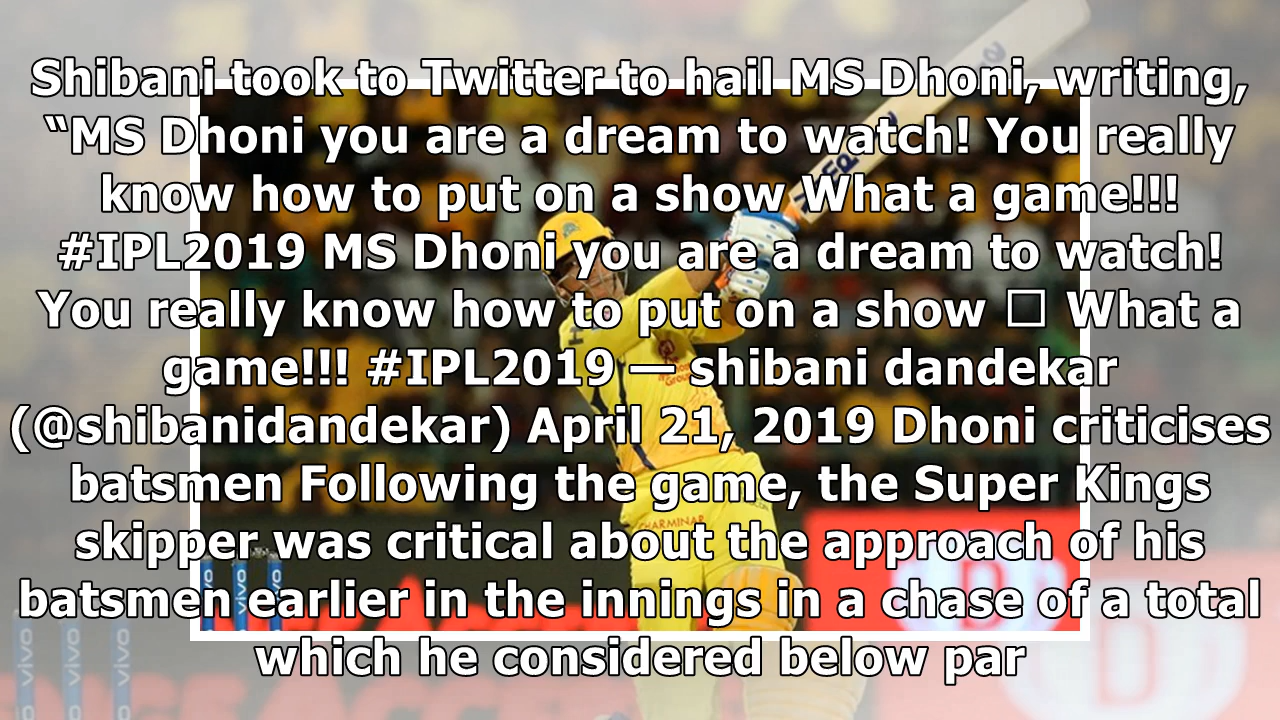 Shibani took to Twitter to hail MS Dhoni, writing,
“MS Dhoni you are a dream to watch! You really
know how to put on a show What a game!!!
#IPL2019 MS Dhoni you are a dream to watch!
You really know how to put on a show □ What a
game!!! #IPL2019 — shibani dandekar
(@shibanidandekar) April 21, 2019 Dhoni criticises
batsmen Following the game, the Super Kings
skipper was critical about the approach of his
batsmen earlier in the innings in a chase of a total
which he considered below par
CHARMINAR
vivo vivo vivo